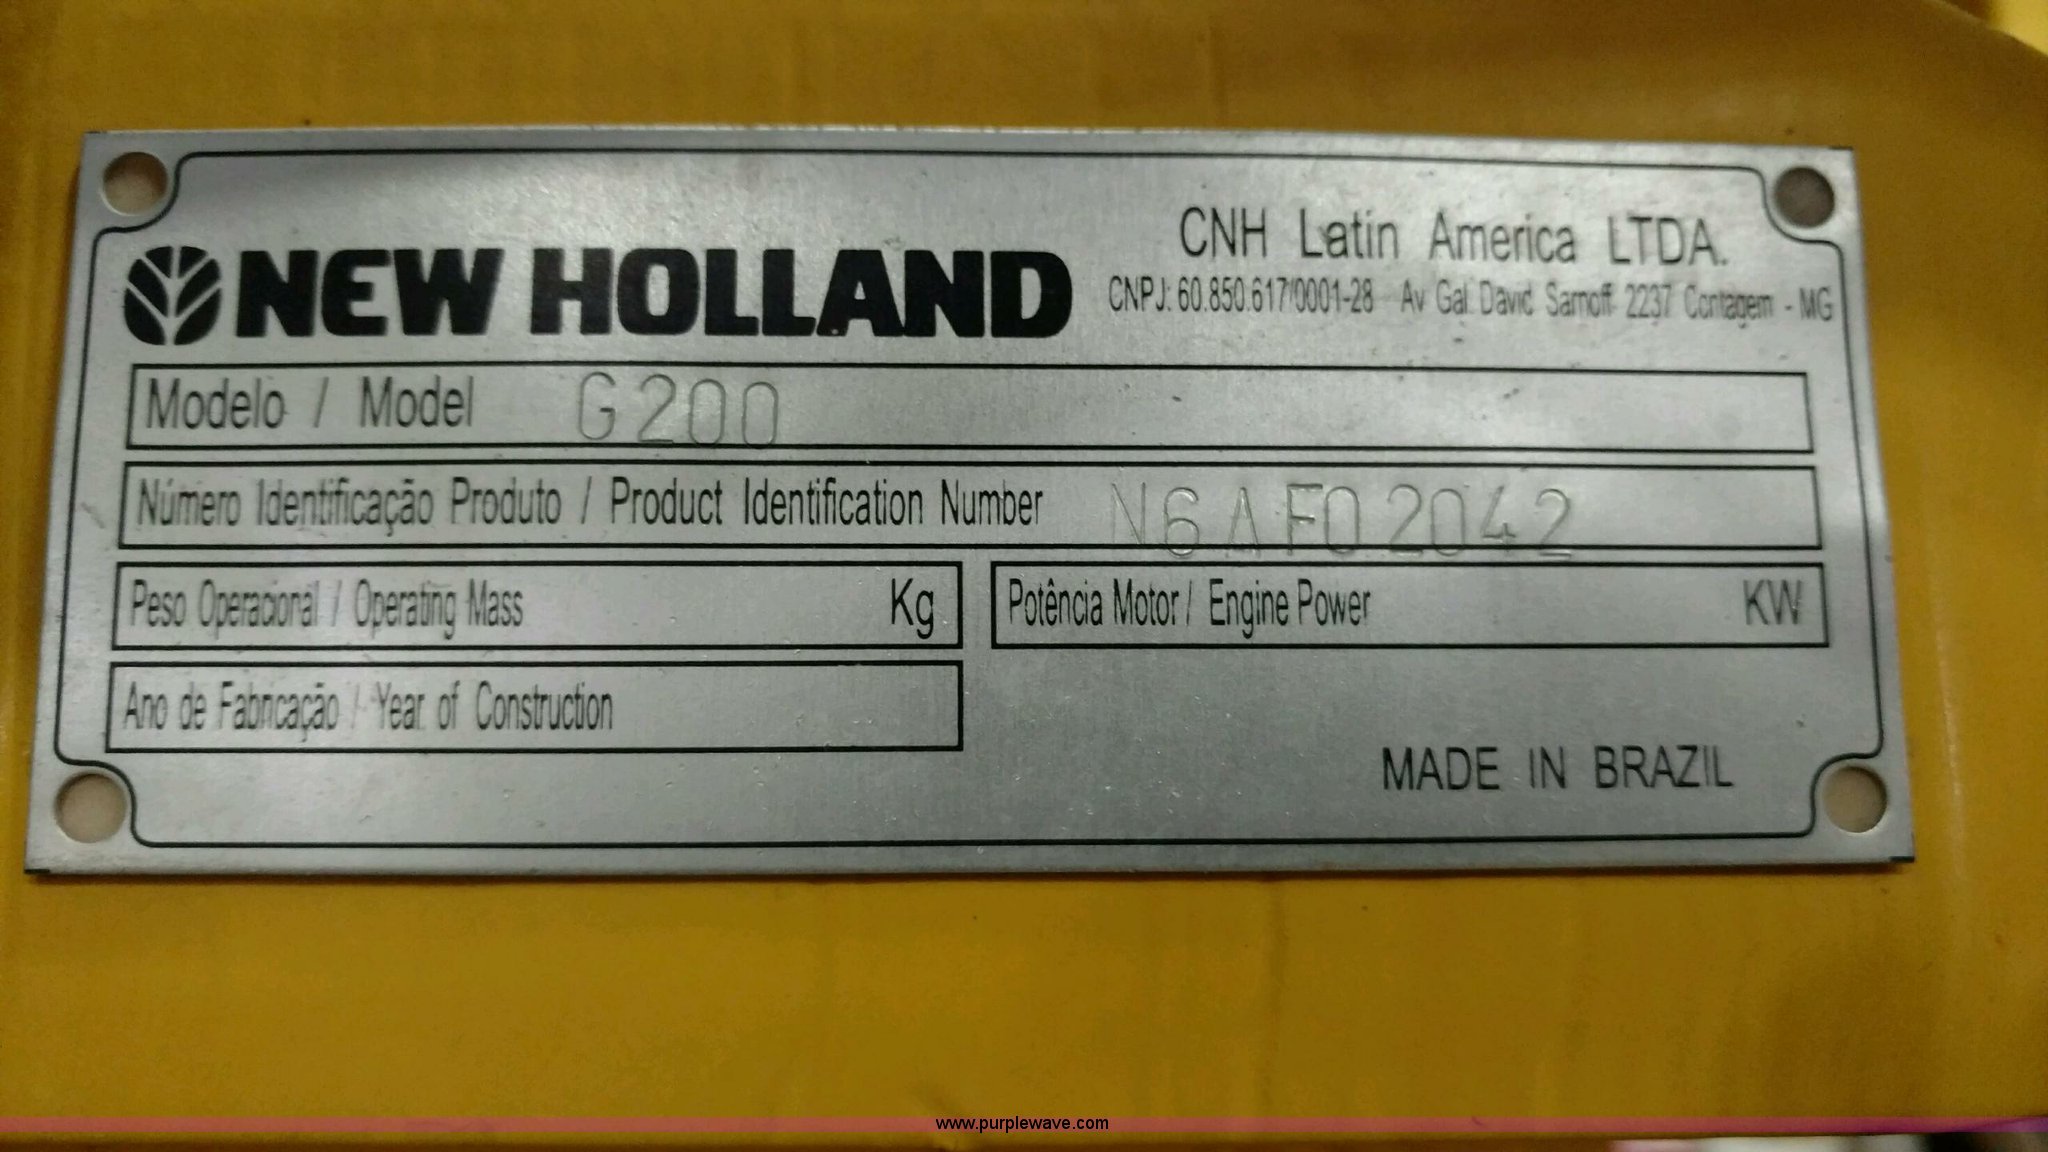 NEW HOLLAND
CNH Latin America LTDA.
CNPJ: 60.850.617/0001-28 Av Gal. David Sarnoff 2237 Contagem - MG
Modelo / Model G200
Número Identificação Produto / Product Identification Number N6AF02042
Peso Operacional / Operating Mass Kg
Potência Motor / Engine Power KW
Ano de Fabricação / Year of Construction
MADE IN BRAZIL
www.purplewave.com